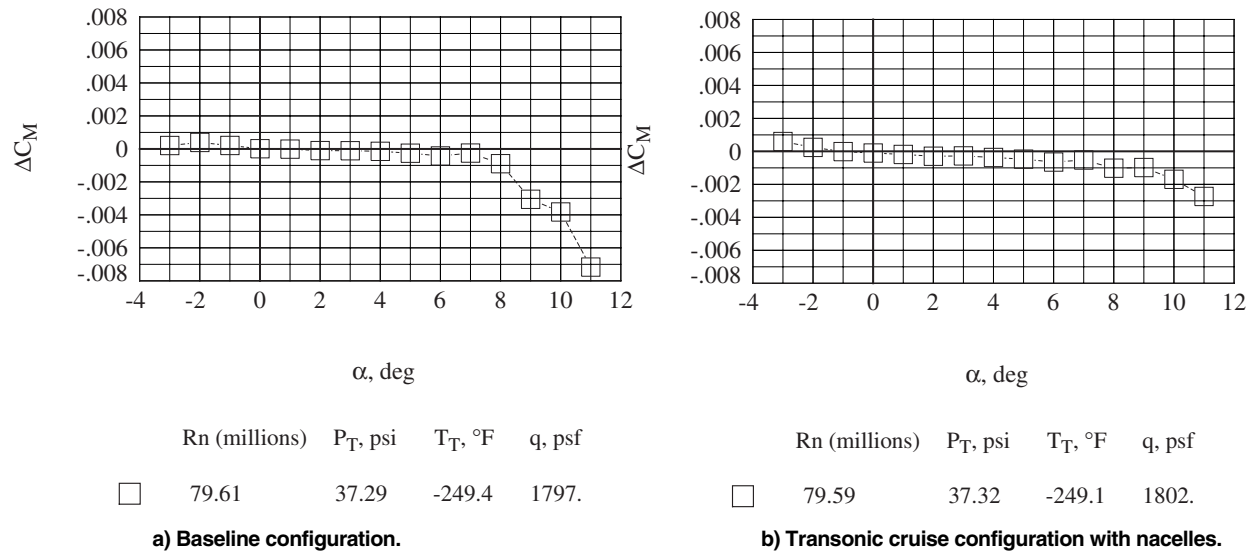 .008
.006
.004
.002
0
-.002
-.004
-.006
-.008
ΔC_M
-4 -2 0 2 4 6 8 10 12
α, deg
Rn (millions) P_T, psi T_T, °F q, psf
79.61 37.29 -249.4 1797.
a) Baseline configuration.
.008
.006
.004
.002
0
-.002
-.004
-.006
-.008
ΔC_M
-4 -2 0 2 4 6 8 10 12
α, deg
Rn (millions) P_T, psi T_T, °F q, psf
79.59 37.32 -249.1 1802.
b) Transonic cruise configuration with nacelles.